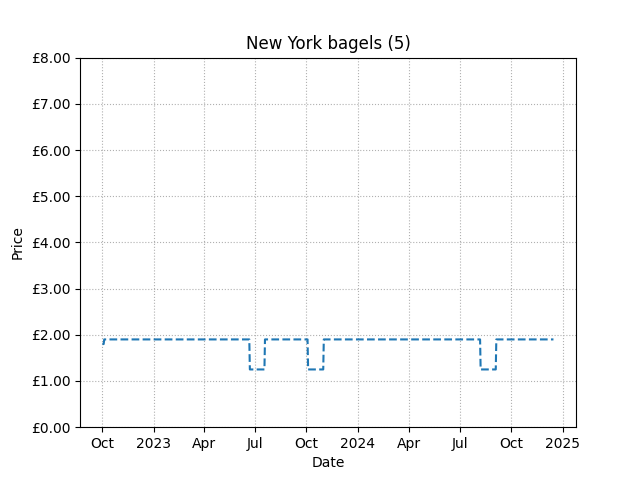 New York bagels (5)
£8.00
£7.00
£6.00
£5.00
£4.00
£3.00
£2.00
£1.00
£0.00
Price
Oct 2023 Apr Jul Oct 2024 Apr Jul Oct 2025
Date